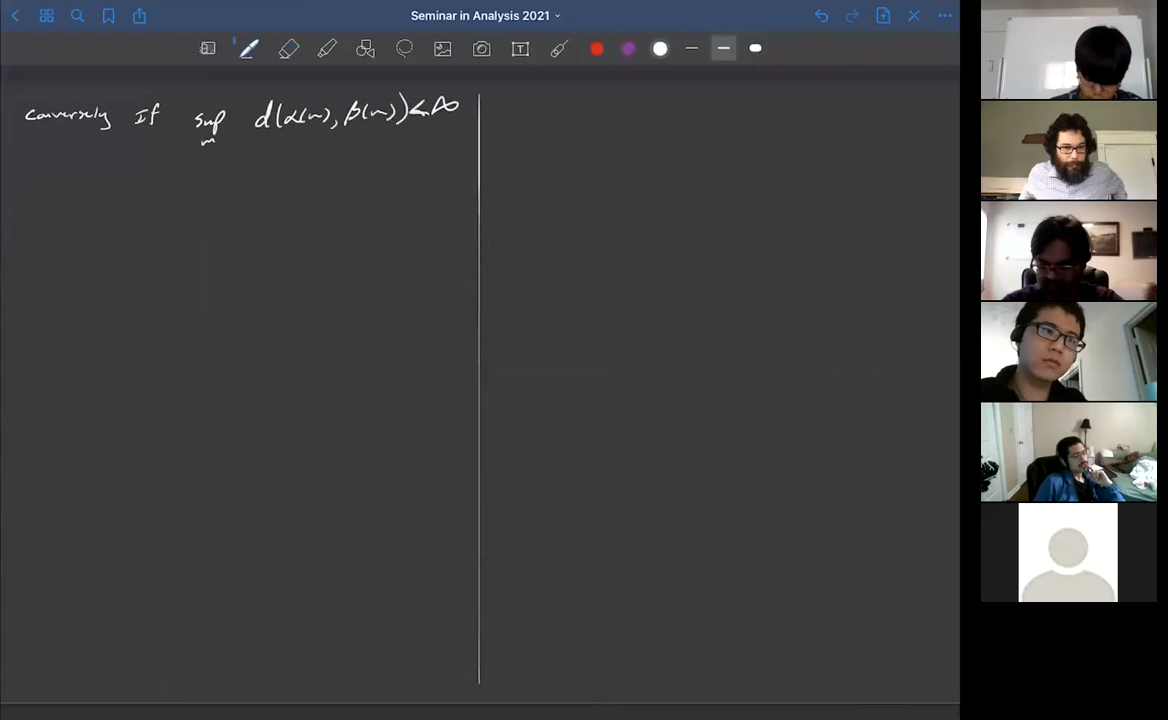 Seminar in Analysis 2021
conversely If sup d(α(n), β(n)) < ∞
n